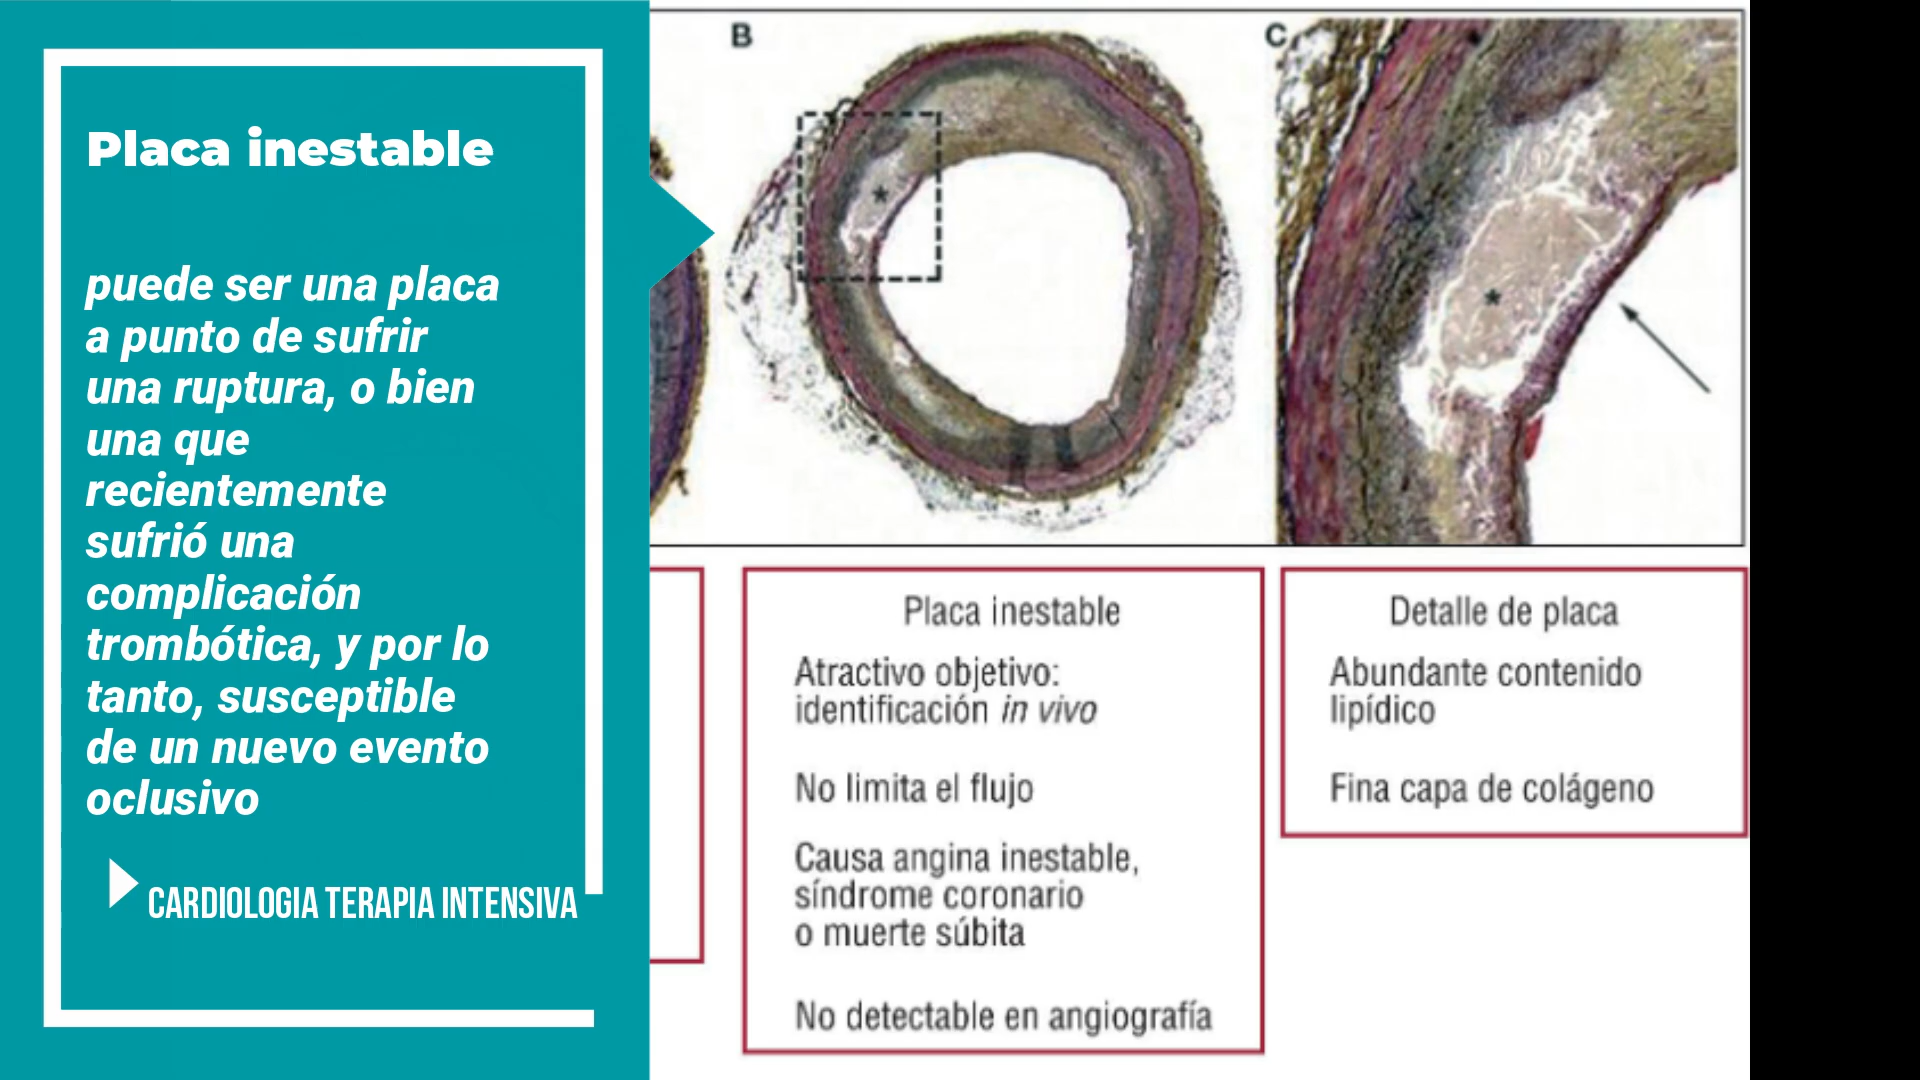 Placa inestable
puede ser una placa
a punto de sufrir
una ruptura, o bien
una que
recientemente
sufrió una
complicación
trombótica, y por lo
tanto, susceptible
de un nuevo evento
oclusivo
CARDIOLOGIA TERAPIA INTENSIVA
B
C
*
*
Placa inestable
Atractivo objetivo:
identificación in vivo
No limita el flujo
Causa angina inestable,
síndrome coronario
o muerte súbita
No detectable en angiografía
Detalle de placa
Abundante contenido
lipídico
Fina capa de colágeno